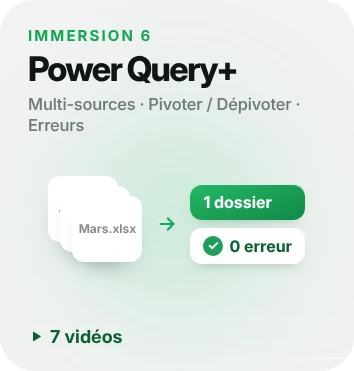 IMMERSION 6
Power Query+
Multi-sources · Pivoter / Dépivoter ·
Erreurs
Mars.xlsx
1 dossier
0 erreur
7 vidéos